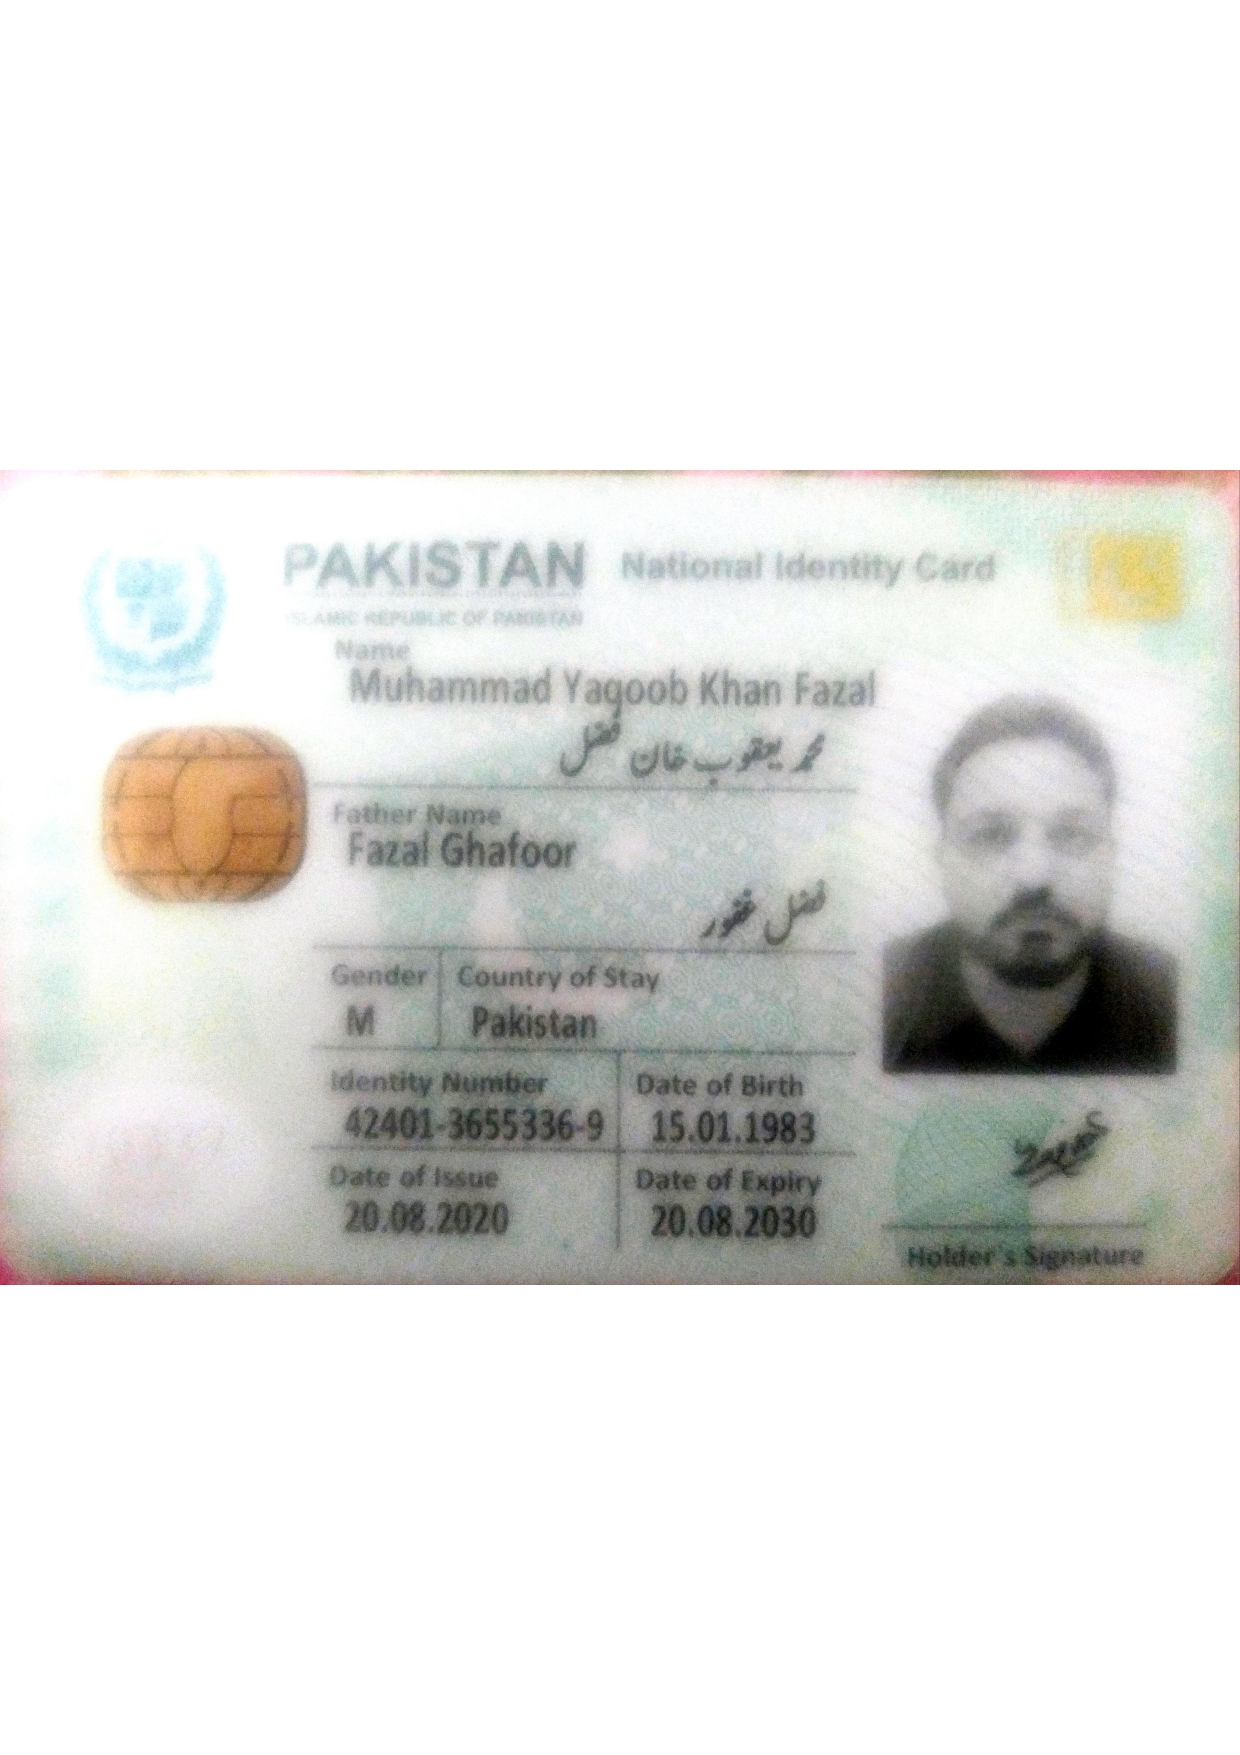 PAKISTAN National Identity Card
ISLAMIC REPUBLIC OF PAKISTAN
Name
Muhammad Yaqoob Khan Fazal
محمد یعقوب خان فضل
Father Name
Fazal Ghafoor
فضل غفور
Gender Country of Stay
M Pakistan
Identity Number Date of Birth
42401-3655336-9 15.01.1983
Date of Issue Date of Expiry
20.08.2020 20.08.2030
Holder's Signature